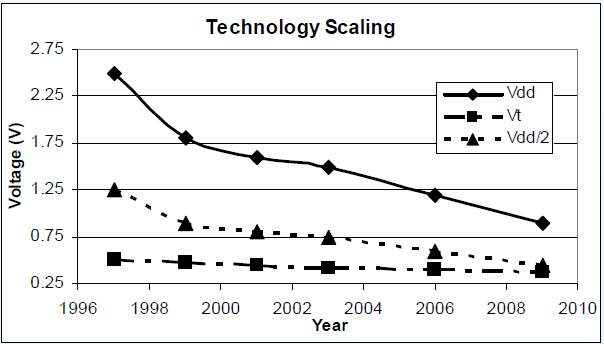 Technology Scaling
2.75
2.25
1.75
1.25
0.75
0.25
Voltage (V)
Vdd
Vt
Vdd/2
1996 1998 2000 2002 2004 2006 2008 2010
Year